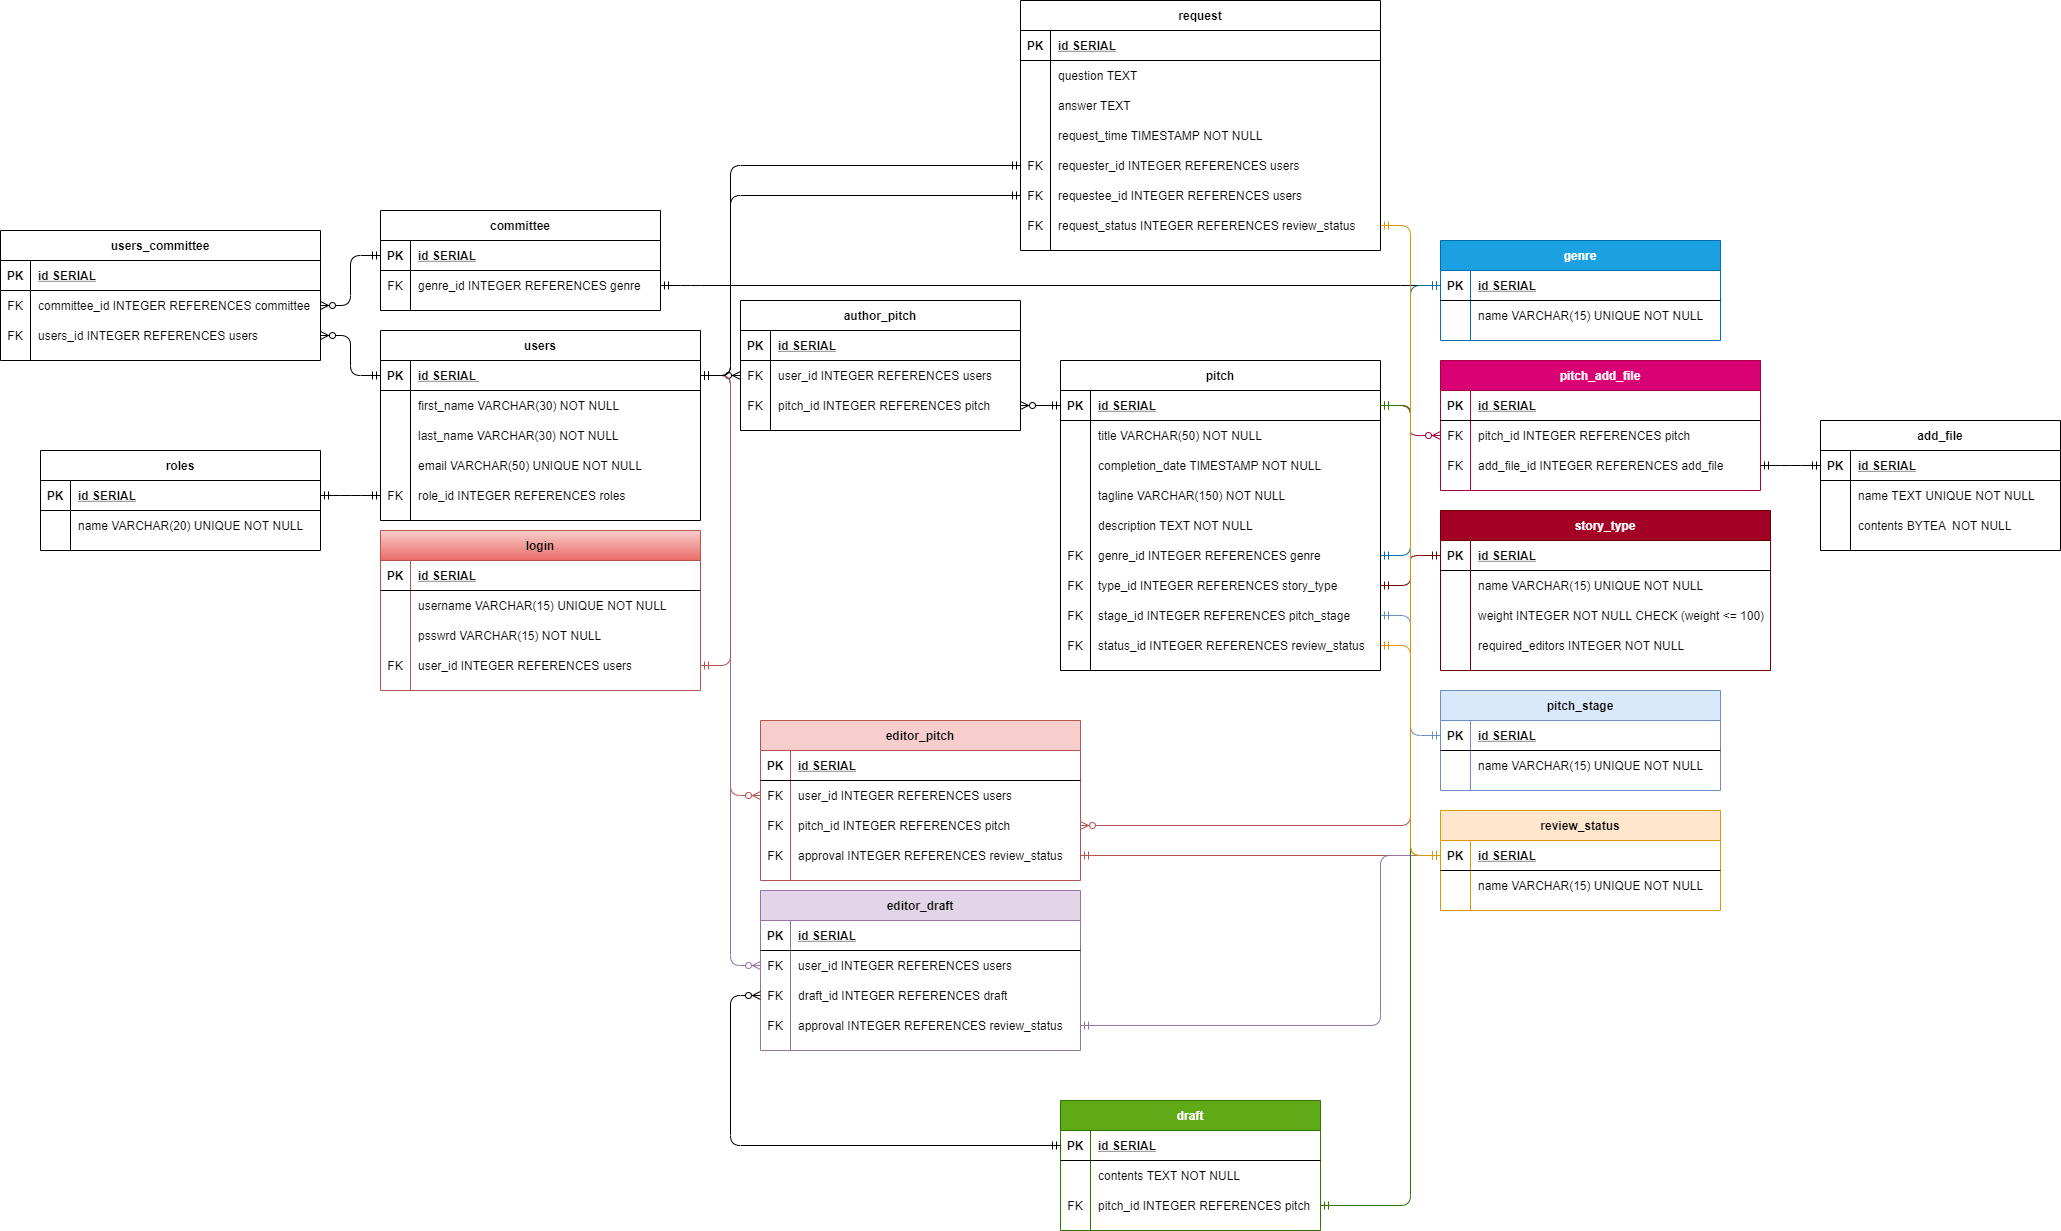 request
PK id SERIAL
question TEXT
answer TEXT
request_time TIMESTAMP NOT NULL
FK requester_id INTEGER REFERENCES users
FK requestee_id INTEGER REFERENCES users
FK request_status INTEGER REFERENCES review_status
users_committee
PK id SERIAL
FK committee_id INTEGER REFERENCES committee
FK users_id INTEGER REFERENCES users
committee
PK id SERIAL
FK genre_id INTEGER REFERENCES genre
genre
PK id SERIAL
name VARCHAR(15) UNIQUE NOT NULL
author_pitch
PK id SERIAL
FK user_id INTEGER REFERENCES users
FK pitch_id INTEGER REFERENCES pitch
users
PK id SERIAL
first_name VARCHAR(30) NOT NULL
last_name VARCHAR(30) NOT NULL
email VARCHAR(50) UNIQUE NOT NULL
FK role_id INTEGER REFERENCES roles
roles
PK id SERIAL
name VARCHAR(20) UNIQUE NOT NULL
login
PK id SERIAL
username VARCHAR(15) UNIQUE NOT NULL
psswrd VARCHAR(15) NOT NULL
FK user_id INTEGER REFERENCES users
pitch
PK id SERIAL
title VARCHAR(50) NOT NULL
completion_date TIMESTAMP NOT NULL
tagline VARCHAR(150) NOT NULL
description TEXT NOT NULL
FK genre_id INTEGER REFERENCES genre
FK type_id INTEGER REFERENCES story_type
FK stage_id INTEGER REFERENCES pitch_stage
FK status_id INTEGER REFERENCES review_status
pitch_add_file
PK id SERIAL
FK pitch_id INTEGER REFERENCES pitch
FK add_file_id INTEGER REFERENCES add_file
add_file
PK id SERIAL
name TEXT UNIQUE NOT NULL
contents BYTEA NOT NULL
story_type
PK id SERIAL
name VARCHAR(15) UNIQUE NOT NULL
weight INTEGER NOT NULL CHECK (weight <= 100)
required_editors INTEGER NOT NULL
pitch_stage
PK id SERIAL
name VARCHAR(15) UNIQUE NOT NULL
editor_pitch
PK id SERIAL
FK user_id INTEGER REFERENCES users
FK pitch_id INTEGER REFERENCES pitch
FK approval INTEGER REFERENCES review_status
review_status
PK id SERIAL
name VARCHAR(15) UNIQUE NOT NULL
editor_draft
PK id SERIAL
FK user_id INTEGER REFERENCES users
FK draft_id INTEGER REFERENCES draft
FK approval INTEGER REFERENCES review_status
draft
PK id SERIAL
contents TEXT NOT NULL
FK pitch_id INTEGER REFERENCES pitch